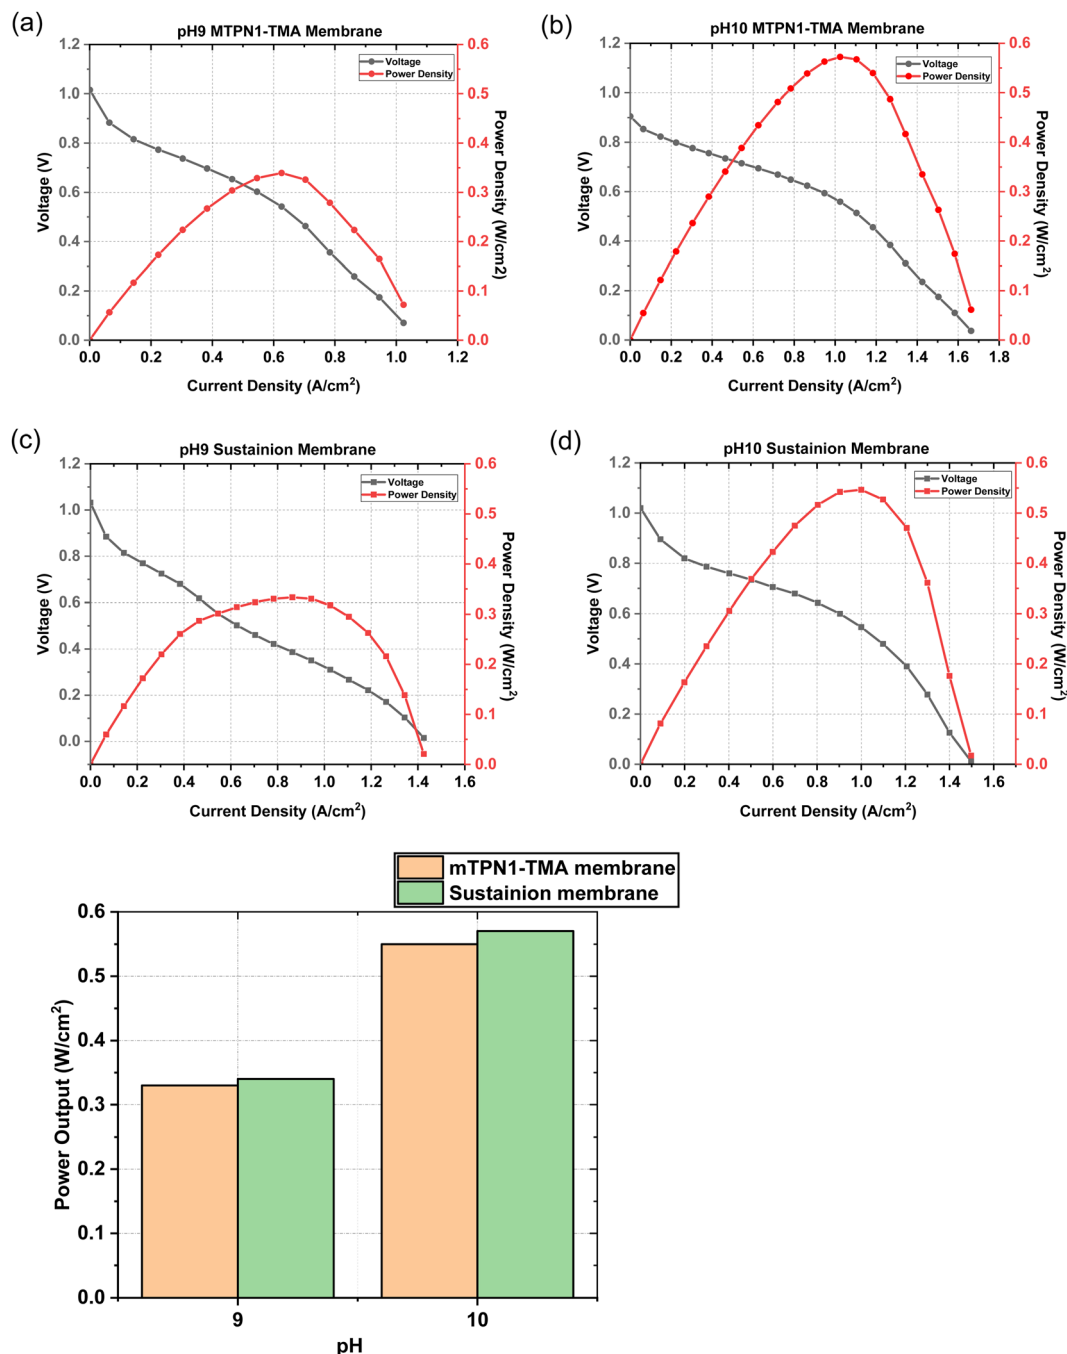 (a)
pH9 MTPN1-TMA Membrane
Voltage
Power Density
1.2
1.0
0.8
0.6
0.4
0.2
0.0
Voltage (V)
0.6
0.5
0.4
0.3
0.2
0.1
0.0
Power Density (W/cm2)
0.0 0.2 0.4 0.6 0.8 1.0 1.2
Current Density (A/cm²)
(b)
pH10 MTPN1-TMA Membrane
Voltage
Power Density
1.2
1.0
0.8
0.6
0.4
0.2
0.0
Voltage (V)
0.6
0.5
0.4
0.3
0.2
0.1
0.0
Power Density (W/cm²)
0.0 0.2 0.4 0.6 0.8 1.0 1.2 1.4 1.6 1.8
Current Density (A/cm²)
(c)
pH9 Sustainion Membrane
Voltage
Power Density
1.2
1.0
0.8
0.6
0.4
0.2
0.0
Voltage (V)
0.6
0.5
0.4
0.3
0.2
0.1
0.0
Power Density (W/cm²)
0.0 0.2 0.4 0.6 0.8 1.0 1.2 1.4 1.6
Current Density (A/cm²)
(d)
pH10 Sustainion Membrane
Voltage
Power Density
1.2
1.0
0.8
0.6
0.4
0.2
0.0
Voltage (V)
0.6
0.5
0.4
0.3
0.2
0.1
0.0
Power Density (W/cm²)
0.0 0.2 0.4 0.6 0.8 1.0 1.2 1.4 1.6
Current Density (A/cm²)
mTPN1-TMA membrane
Sustainion membrane
0.6
0.5
0.4
0.3
0.2
0.1
0.0
Power Output (W/cm²)
9 10
pH